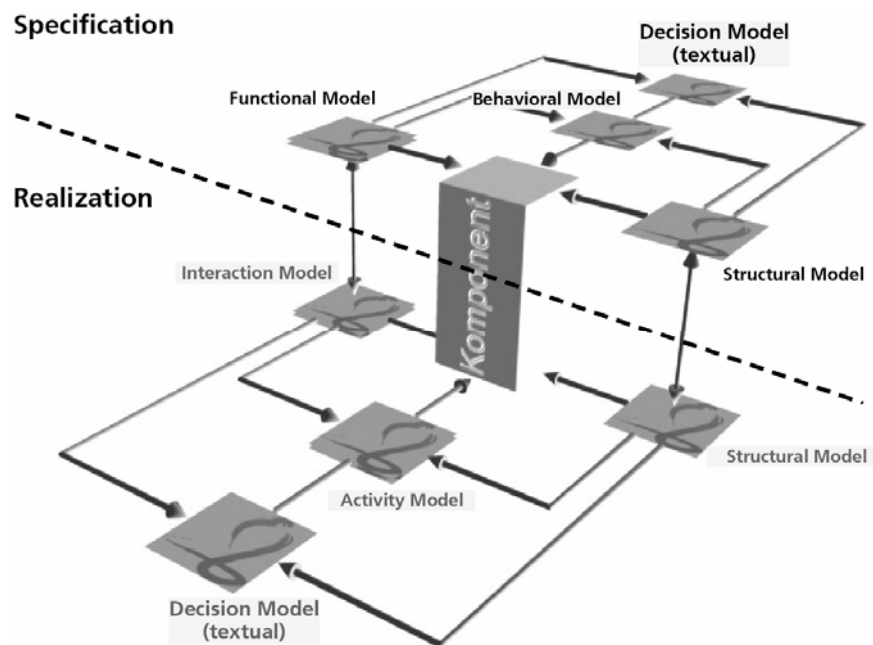 Specification
Decision Model
(textual)
Functional Model
Behavioral Model
Realization
Komponent
Interaction Model
Structural Model
Structural Model
Activity Model
Decision Model
(textual)